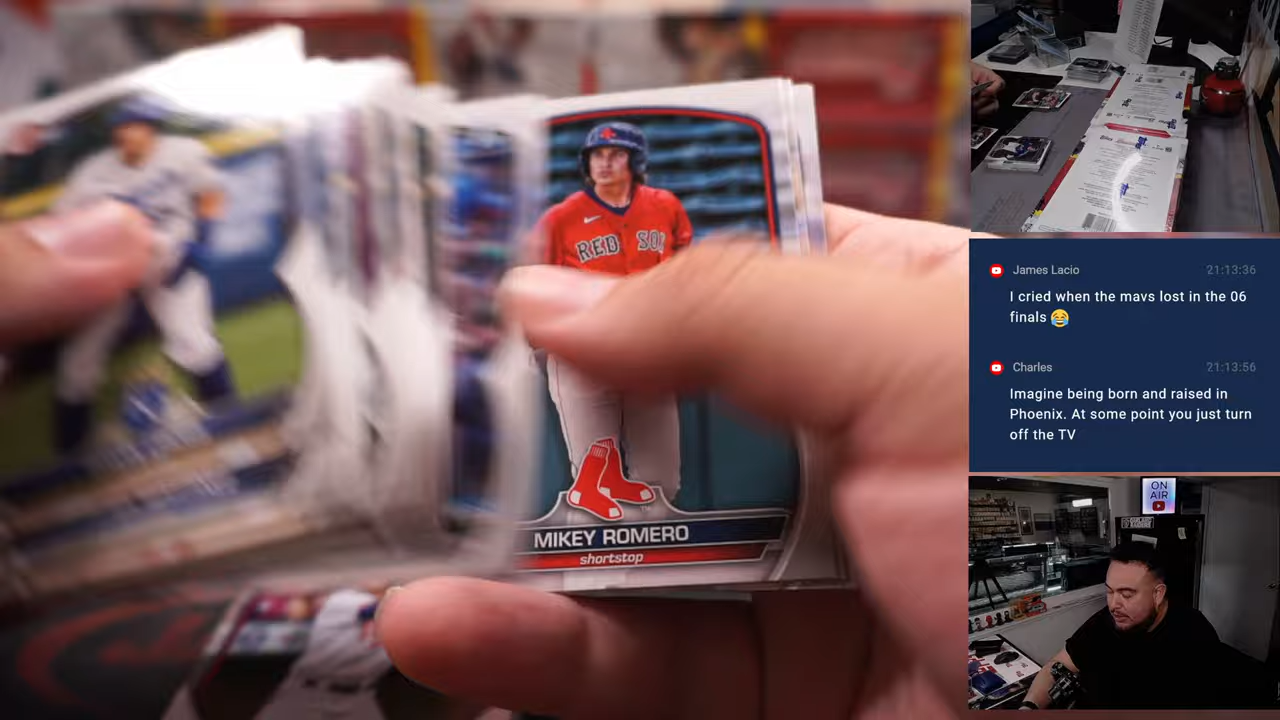 RED SO
MIKEY ROMERO
shortstop
James Lacio
21:13:36
I cried when the mavs lost in the 06
finals 😂
Charles
21:13:56
Imagine being born and raised in
Phoenix. At some point you just turn
off the TV
ON
AIR